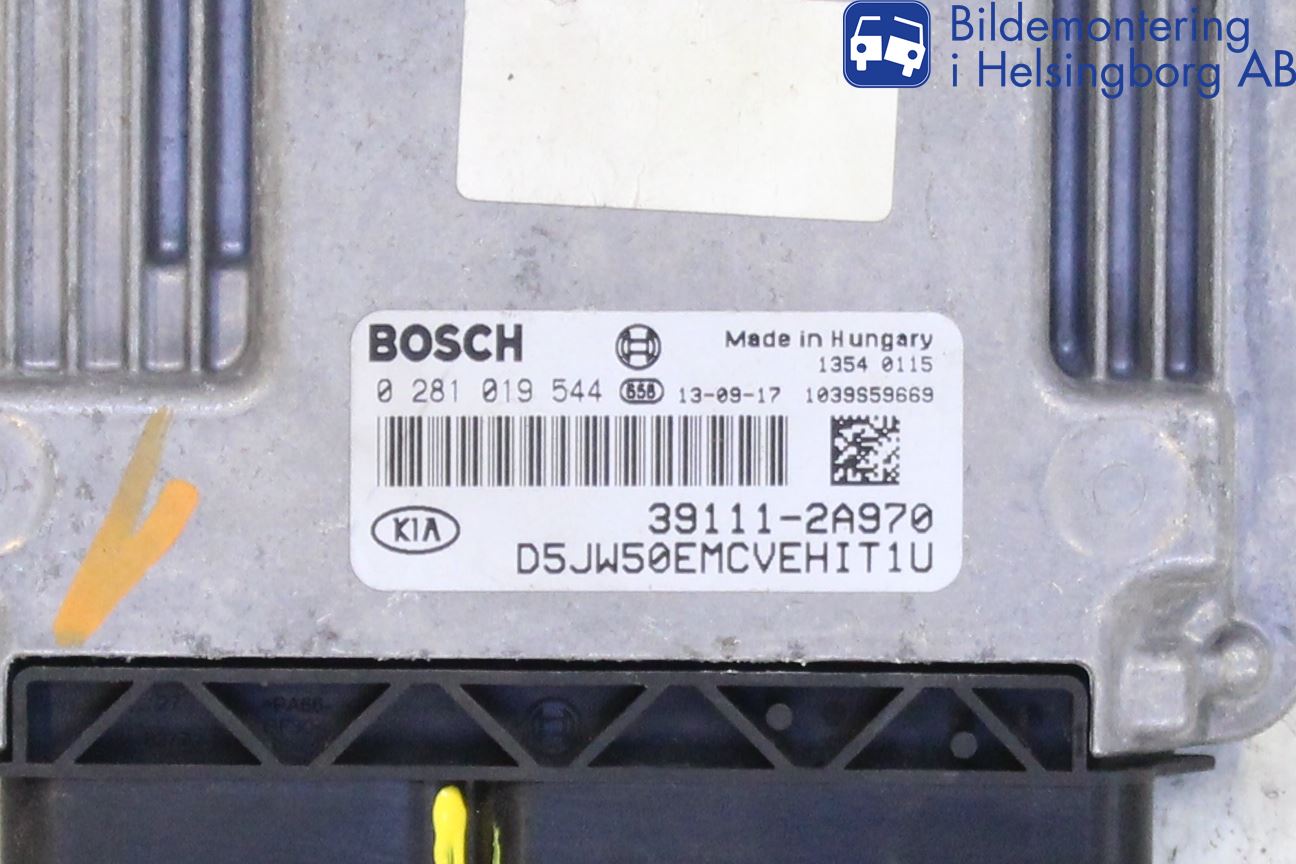 Bildemontering
i Helsingborg AB
BOSCH
Made in Hungary
1354 0115
0 281 019 544 656 13-09-17 1039S59669
KIA
39111-2A970
D5JW50EMCVEHIT1U